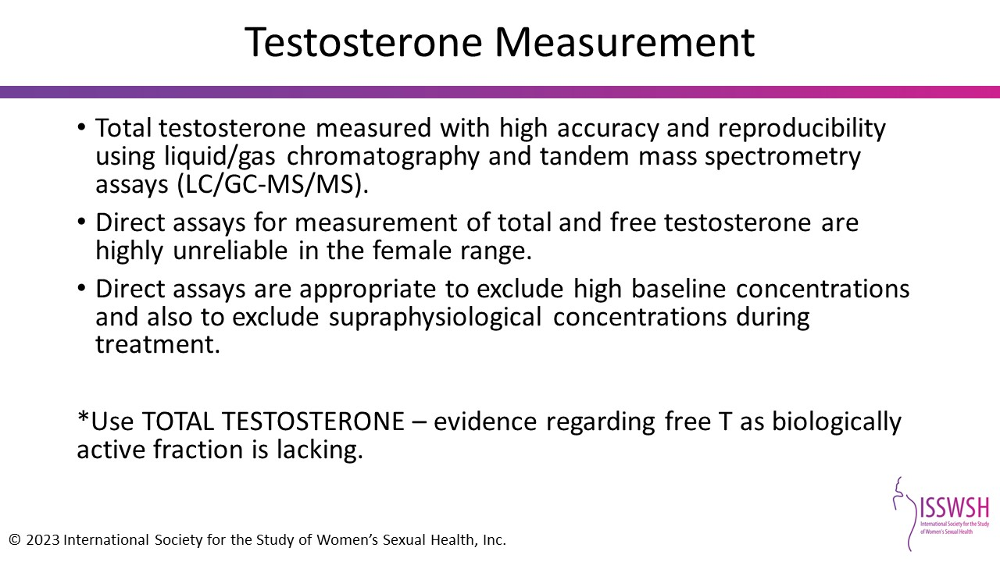 Testosterone Measurement
• Total testosterone measured with high accuracy and reproducibility
using liquid/gas chromatography and tandem mass spectrometry
assays (LC/GC-MS/MS).
• Direct assays for measurement of total and free testosterone are
highly unreliable in the female range.
• Direct assays are appropriate to exclude high baseline concentrations
and also to exclude supraphysiological concentrations during
treatment.
*Use TOTAL TESTOSTERONE – evidence regarding free T as biologically
active fraction is lacking.
ISSWSH
International Society for the Study
of Women's Sexual Health
© 2023 International Society for the Study of Women’s Sexual Health, Inc.